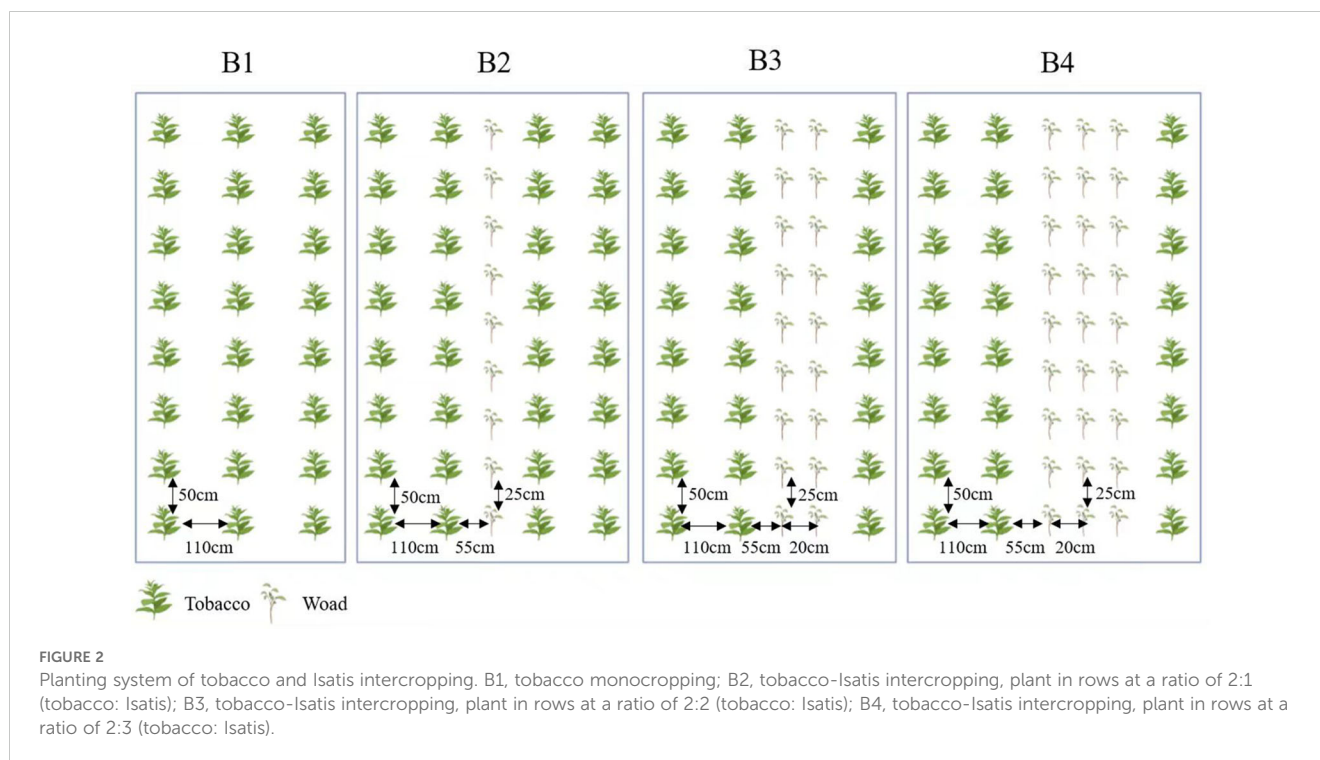 B1 B2 B3 B4
50cm 50cm 25cm 50cm 25cm 50cm 25cm
110cm 110cm 55cm 110cm 55cm 20cm 110cm 55cm 20cm
Tobacco Woad
FIGURE 2
Planting system of tobacco and Isatis intercropping. B1, tobacco monocropping; B2, tobacco-Isatis intercropping, plant in rows at a ratio of 2:1
(tobacco: Isatis); B3, tobacco-Isatis intercropping, plant in rows at a ratio of 2:2 (tobacco: Isatis); B4, tobacco-Isatis intercropping, plant in rows at a
ratio of 2:3 (tobacco: Isatis).